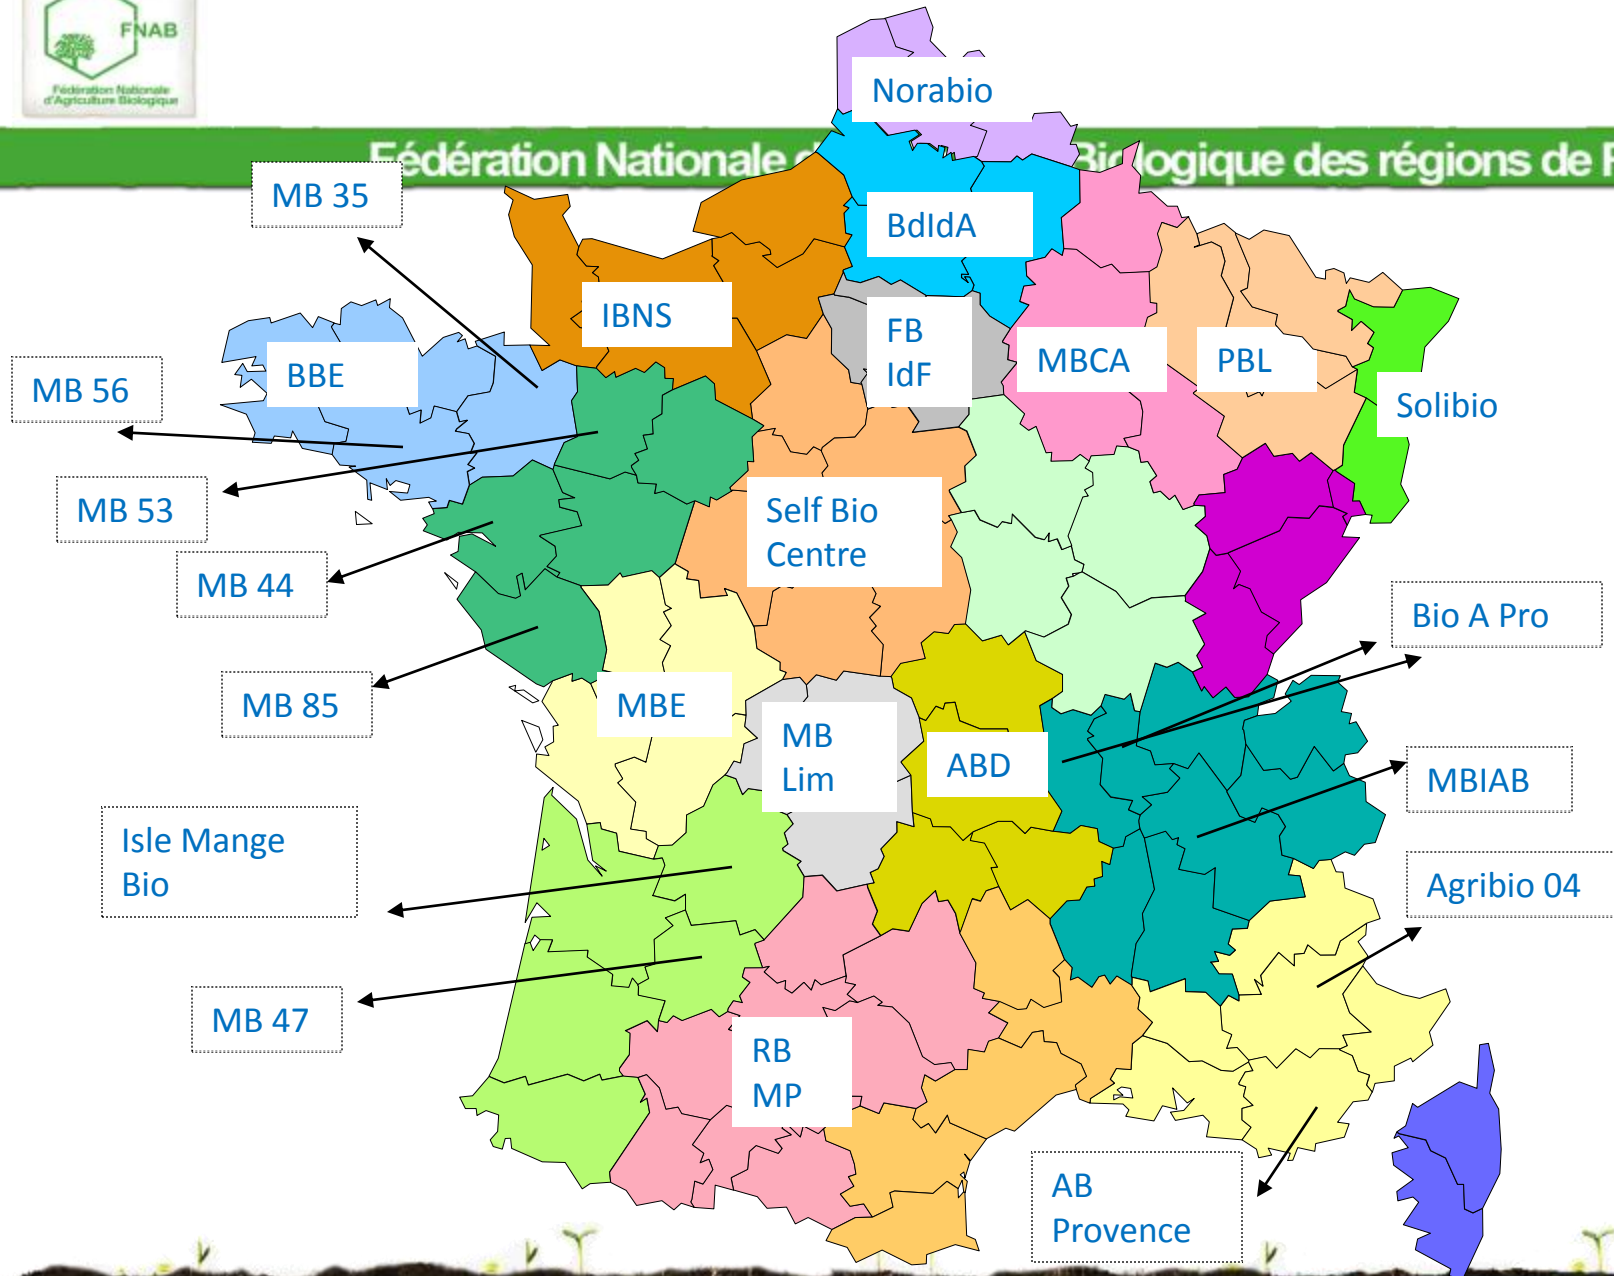 FNAB
Fédération Nationale
d'Agriculture Biologique
Fédération Nationale d Biologique des régions de F
Norabio
MB 35
BdIdA
IBNS
FB
IdF
BBE
MBCA
PBL
MB 56
Solibio
MB 53
Self Bio
Centre
MB 44
Bio A Pro
MB 85
MBE
MB
Lim
ABD
MBIAB
Isle Mange
Bio
Agribio 04
MB 47
RB
MP
AB
Provence